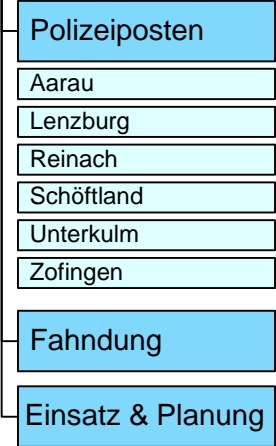 Polizeiposten
Aarau
Lenzburg
Reinach
Schöftland
Unterkulm
Zofingen
Fahndung
Einsatz & Planung